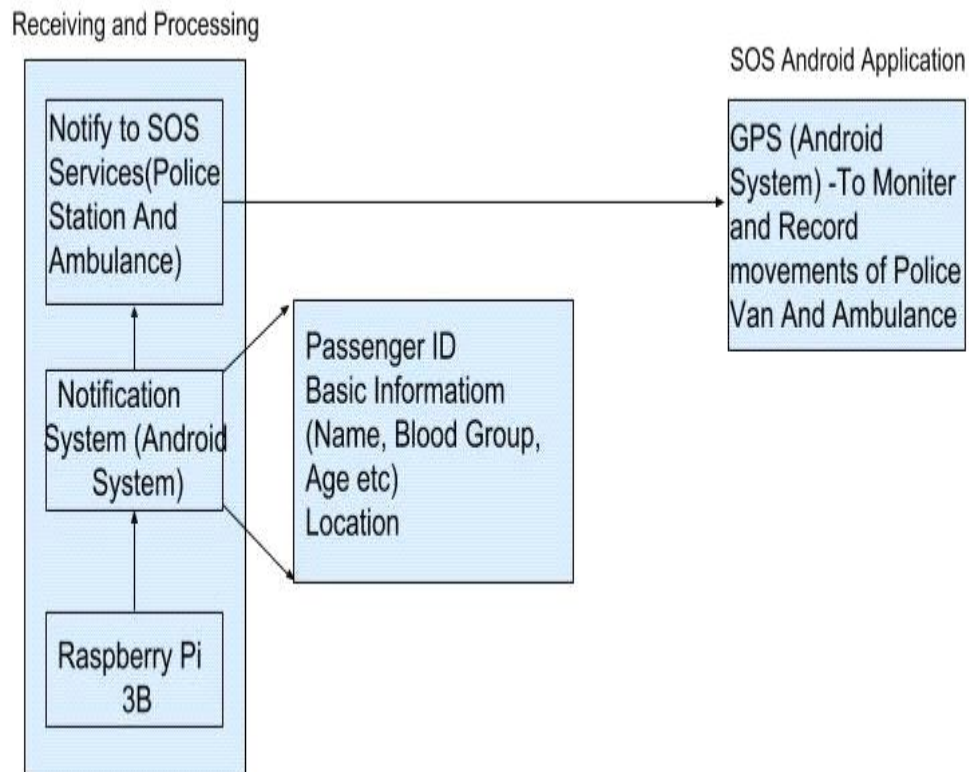 Receiving and Processing
Notify to SOS
Services(Police
Station And
Ambulance)
Notification
System (Android
System)
Raspberry Pi
3B
Passenger ID
Basic Informatiom
(Name, Blood Group,
Age etc)
Location
SOS Android Application
GPS (Android
System) -To Moniter
and Record
movements of Police
Van And Ambulance